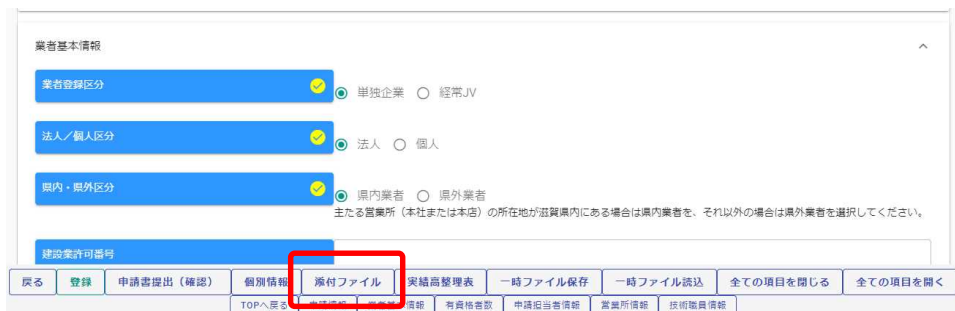 業者基本情報
業者登録区分
単独企業 経常JV
法人/個人区分
法人 個人
県内・県外区分
県内業者 県外業者
主たる営業所（本社または本店）の所在地が滋賀県内にある場合は県内業者を、それ以外の場合は県外業者を選択してください。
建設業許可番号
戻る 登録 申請書提出（確認） 個別情報 添付ファイル 実績高整理表 一時ファイル保存 一時ファイル読込 全ての項目を閉じる 全ての項目を開く
TOPへ戻る 申請情報 業者基本情報 有資格者数 申請担当者情報 営業所情報 技術職員情報